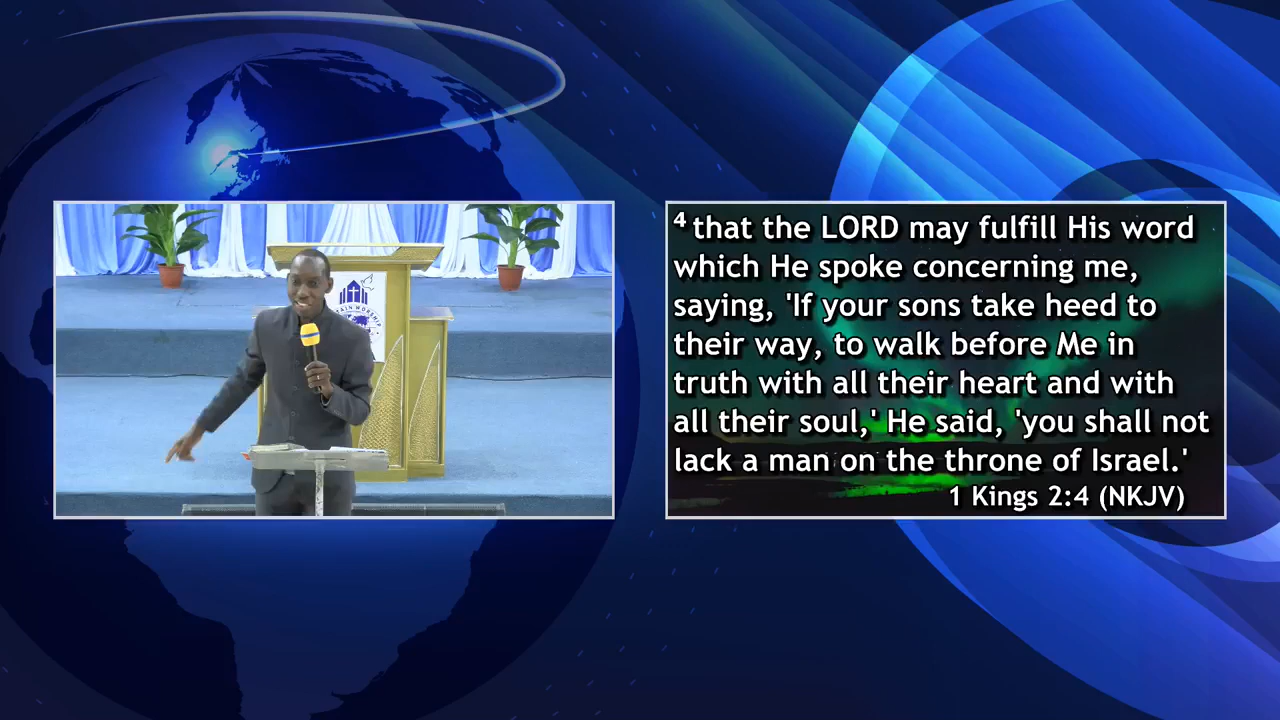 TAIN WORSHIP
4 that the LORD may fulfill His word
which He spoke concerning me,
saying, 'If your sons take heed to
their way, to walk before Me in
truth with all their heart and with
all their soul,' He said, 'you shall not
lack a man on the throne of Israel.'
1 Kings 2:4 (NKJV)